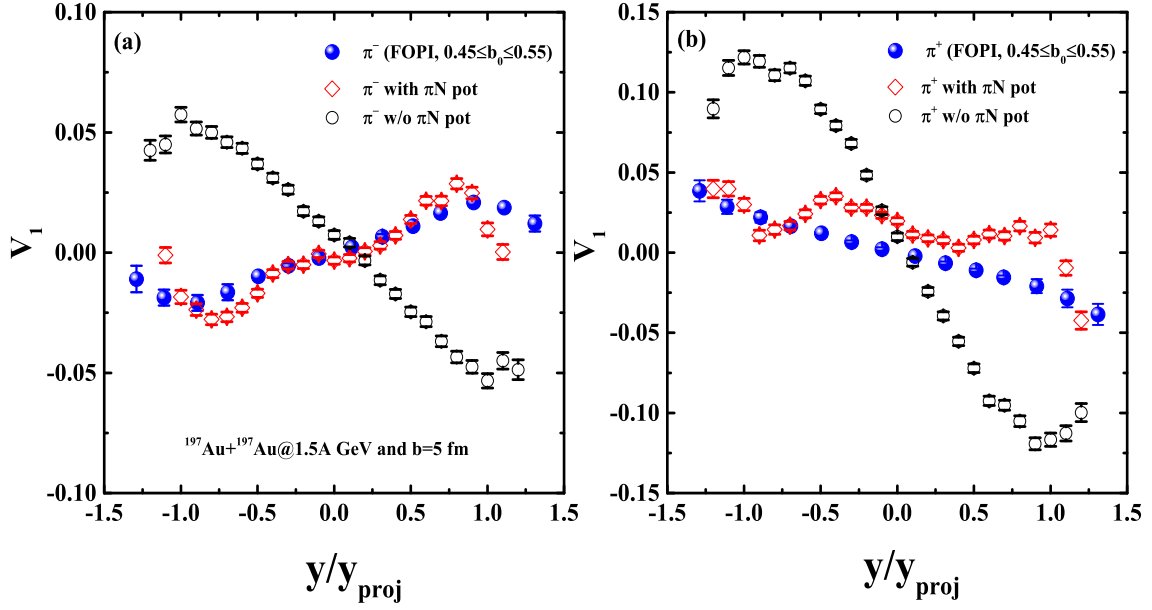 (a)
π⁻ (FOPI, 0.45≤b₀≤0.55)
π⁻ with πN pot
π⁻ w/o πN pot
0.10
0.05
0.00
-0.05
-0.10
V₁
¹⁹⁷Au+¹⁹⁷Au@1.5A GeV and b=5 fm
-1.5 -1.0 -0.5 0.0 0.5 1.0 1.5
y/y_proj
(b)
π⁺ (FOPI, 0.45≤b₀≤0.55)
π⁺ with πN pot
π⁺ w/o πN pot
0.15
0.10
0.05
0.00
-0.05
-0.10
-0.15
V₁
-1.5 -1.0 -0.5 0.0 0.5 1.0 1.5
y/y_proj